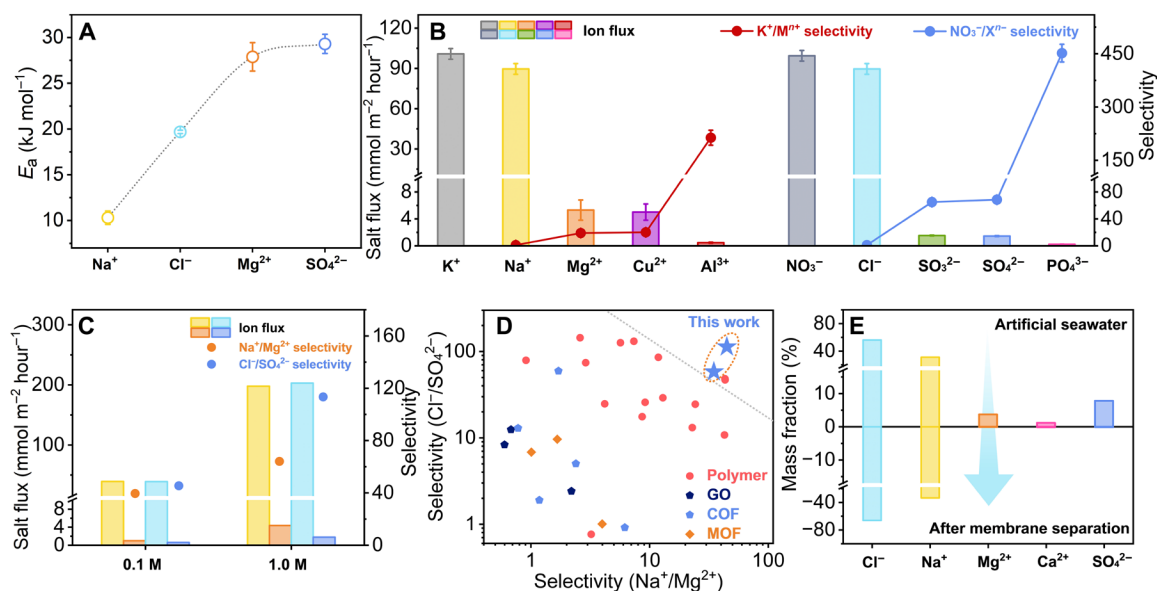 A
Eₐ (kJ mol⁻¹)
30
25
20
15
10
Na⁺ Cl⁻ Mg²⁺ SO₄²⁻
B
Salt flux (mmol m⁻² hour⁻¹)
120
90
60
30
8
4
0
Ion flux
K⁺/Mⁿ⁺ selectivity
NO₃⁻/Xⁿ⁻ selectivity
K⁺ Na⁺ Mg²⁺ Cu²⁺ Al³⁺ NO₃⁻ Cl⁻ SO₃²⁻ SO₄²⁻ PO₄³⁻
450
300
150
80
40
0
Selectivity
C
Salt flux (mmol m⁻² hour⁻¹)
300
200
100
8
4
0
Ion flux
Na⁺/Mg²⁺ selectivity
Cl⁻/SO₄²⁻ selectivity
0.1 M 1.0 M
160
120
80
40
0
Selectivity
D
Selectivity (Cl⁻/SO₄²⁻)
100
10
1
This work
Polymer
GO
COF
MOF
1 10 100
Selectivity (Na⁺/Mg²⁺)
E
Mass fraction (%)
80
40
10
0
−10
−40
−80
Artificial seawater
After membrane separation
Cl⁻ Na⁺ Mg²⁺ Ca²⁺ SO₄²⁻